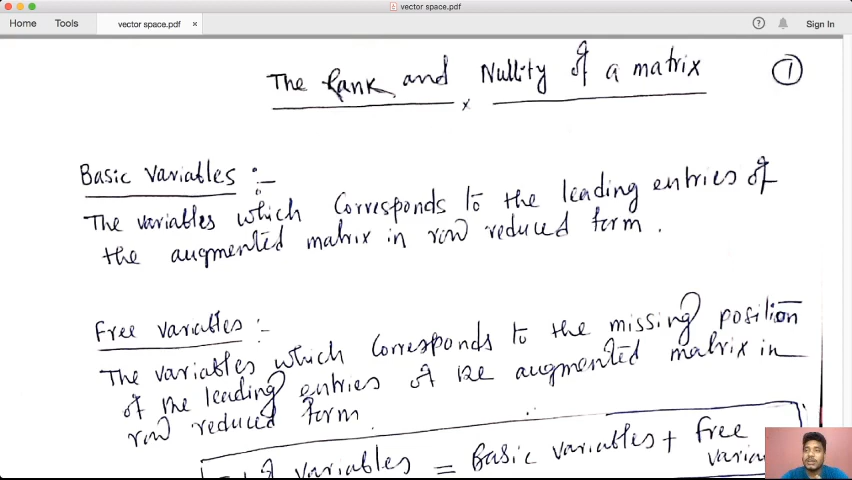 vector space.pdf
Home Tools vector space.pdf × Sign In
The Rank and Nullity of a matrix 1
Basic variables :-
The variables which corresponds to the leading entries of
the augmented matrix in row reduced form.
Free variables :-
The variables which corresponds to the missing position
of the leading entries of the augmented matrix in
row reduced form.
variables = Basic variables + free